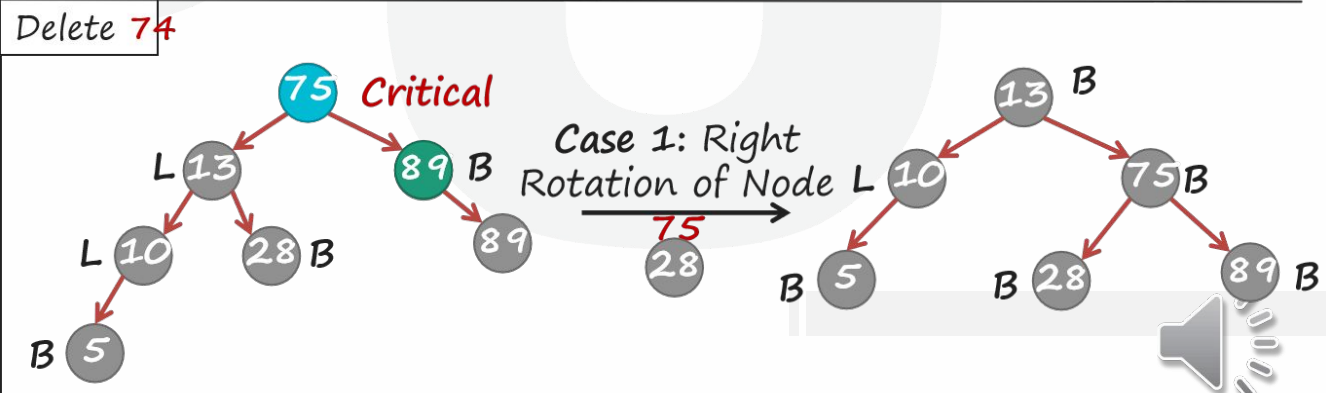 Delete 74
75 Critical
13 B
L 13
89 B
Case 1: Right
Rotation of Node
75
28
L 10
75 B
L 10
28 B
89
B 5
B 28
89 B
B 5